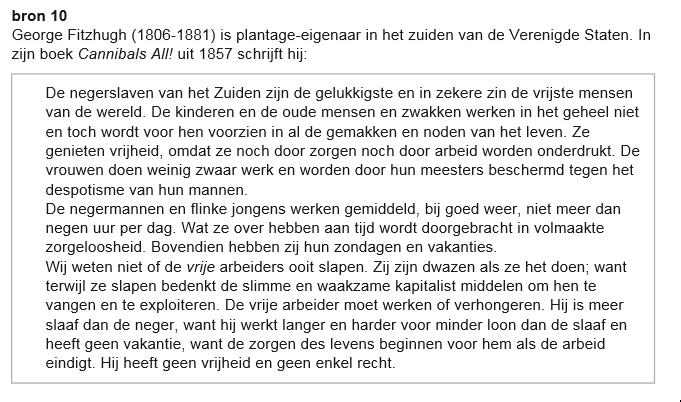 bron 10
George Fitzhugh (1806-1881) is plantage-eigenaar in het zuiden van de Verenigde Staten. In
zijn boek Cannibals All! uit 1857 schrijft hij:
De negerslaven van het Zuiden zijn de gelukkigste en in zekere zin de vrijste mensen
van de wereld. De kinderen en de oude mensen en zwakken werken in het geheel niet
en toch wordt voor hen voorzien in al de gemakken en noden van het leven. Ze
genieten vrijheid, omdat ze noch door zorgen noch door arbeid worden onderdrukt. De
vrouwen doen weinig zwaar werk en worden door hun meesters beschermd tegen het
despotisme van hun mannen.
De negermannen en flinke jongens werken gemiddeld, bij goed weer, niet meer dan
negen uur per dag. Wat ze over hebben aan tijd wordt doorgebracht in volmaakte
zorgeloosheid. Bovendien hebben zij hun zondagen en vakanties.
Wij weten niet of de vrije arbeiders ooit slapen. Zij zijn dwazen als ze het doen; want
terwijl ze slapen bedenkt de slimme en waakzame kapitalist middelen om hen te
vangen en te exploiteren. De vrije arbeider moet werken of verhongeren. Hij is meer
slaaf dan de neger, want hij werkt langer en harder voor minder loon dan de slaaf en
heeft geen vakantie, want de zorgen des levens beginnen voor hem als de arbeid
eindigt. Hij heeft geen vrijheid en geen enkel recht.